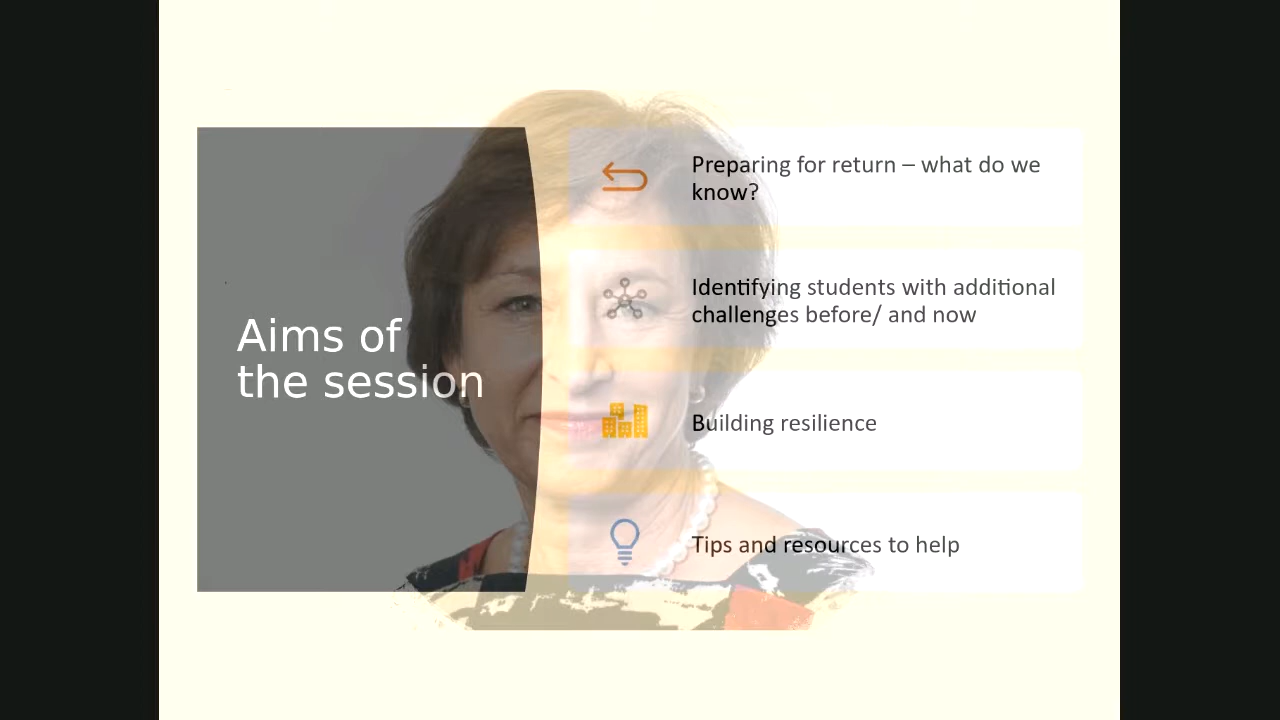 Aims of
the session
Preparing for return – what do we
know?
Identifying students with additional
challenges before/ and now
Building resilience
Tips and resources to help